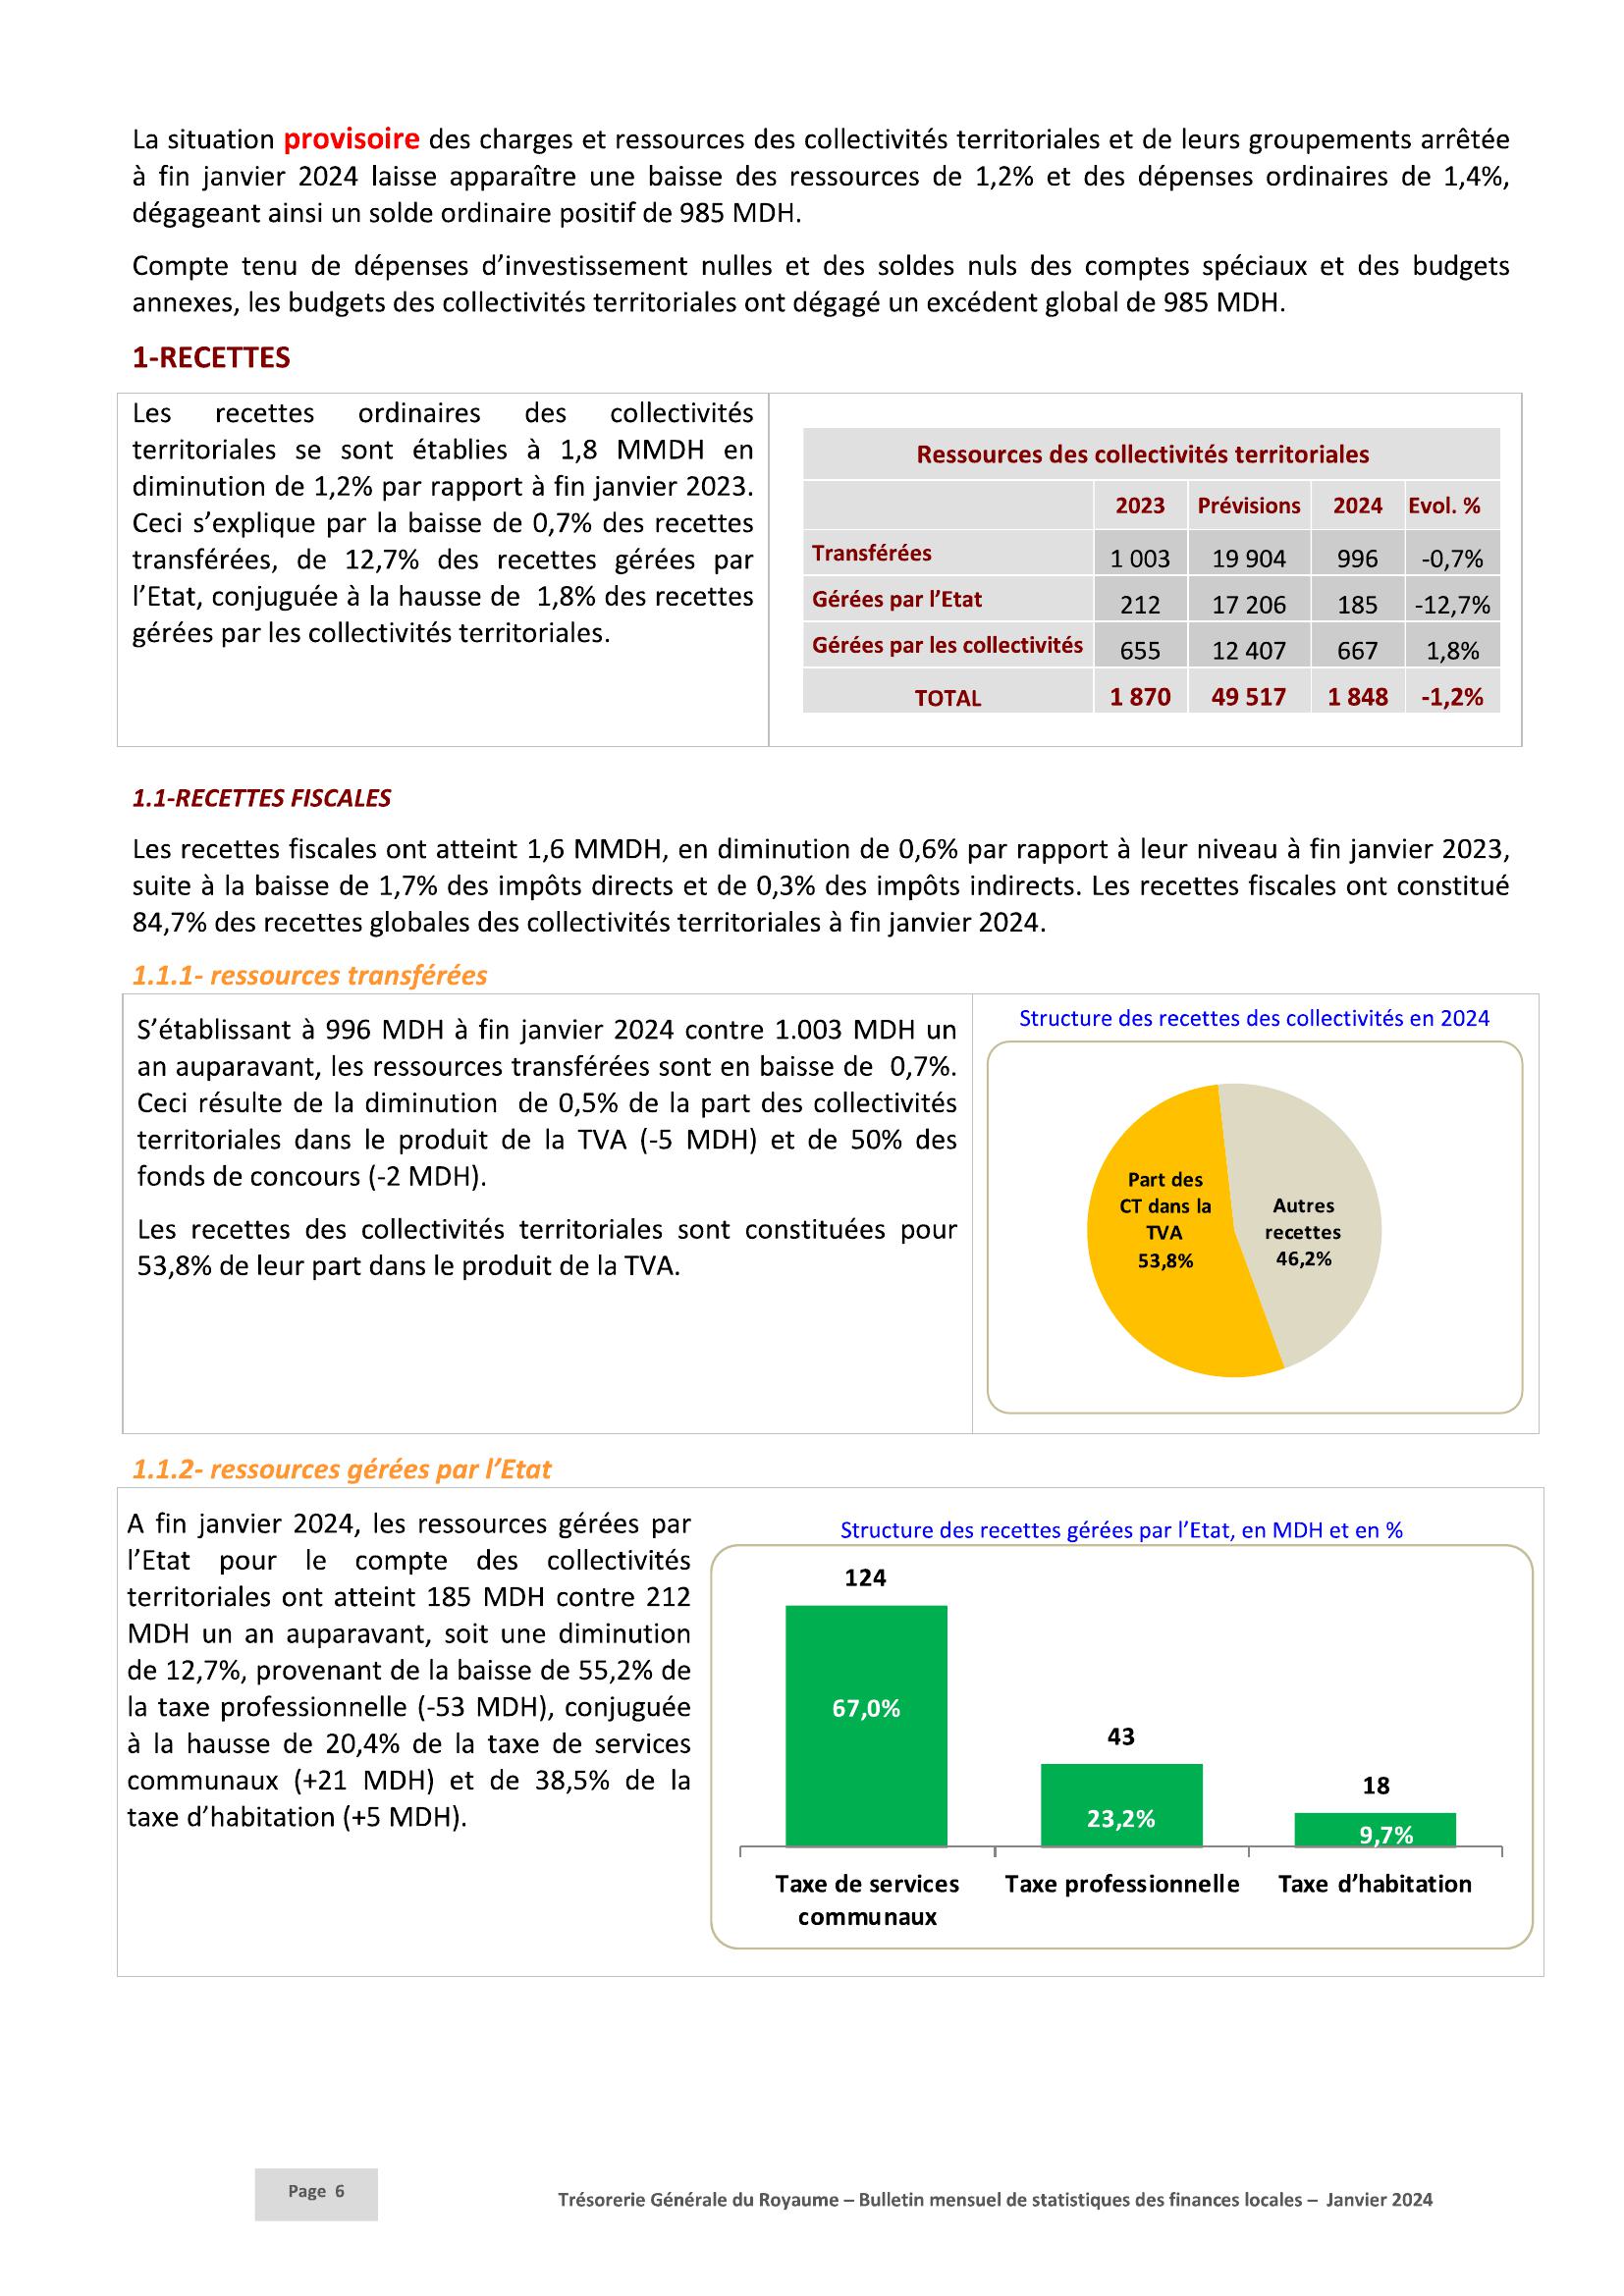 La situation provisoire des charges et ressources des collectivités territoriales et de leurs groupements arrêtée
à fin janvier 2024 laisse apparaître une baisse des ressources de 1,2% et des dépenses ordinaires de 1,4%,
dégageant ainsi un solde ordinaire positif de 985 MDH.
Compte tenu de dépenses d’investissement nulles et des soldes nuls des comptes spéciaux et des budgets
annexes, les budgets des collectivités territoriales ont dégagé un excédent global de 985 MDH.
1-RECETTES
Les recettes ordinaires des collectivités
territoriales se sont établies à 1,8 MMDH en
diminution de 1,2% par rapport à fin janvier 2023.
Ceci s’explique par la baisse de 0,7% des recettes
transférées, de 12,7% des recettes gérées par
l’Etat, conjuguée à la hausse de 1,8% des recettes
gérées par les collectivités territoriales.
Ressources des collectivités territoriales
2023 Prévisions 2024 Evol. %
Transférées 1 003 19 904 996 -0,7%
Gérées par l’Etat 212 17 206 185 -12,7%
Gérées par les collectivités 655 12 407 667 1,8%
TOTAL 1 870 49 517 1 848 -1,2%
1.1-RECETTES FISCALES
Les recettes fiscales ont atteint 1,6 MMDH, en diminution de 0,6% par rapport à leur niveau à fin janvier 2023,
suite à la baisse de 1,7% des impôts directs et de 0,3% des impôts indirects. Les recettes fiscales ont constitué
84,7% des recettes globales des collectivités territoriales à fin janvier 2024.
1.1.1- ressources transférées
S’établissant à 996 MDH à fin janvier 2024 contre 1.003 MDH un
an auparavant, les ressources transférées sont en baisse de 0,7%.
Ceci résulte de la diminution de 0,5% de la part des collectivités
territoriales dans le produit de la TVA (-5 MDH) et de 50% des
fonds de concours (-2 MDH).
Les recettes des collectivités territoriales sont constituées pour
53,8% de leur part dans le produit de la TVA.
Structure des recettes des collectivités en 2024
Part des
CT dans la
TVA
53,8%
Autres
recettes
46,2%
1.1.2- ressources gérées par l’Etat
A fin janvier 2024, les ressources gérées par
l’Etat pour le compte des collectivités
territoriales ont atteint 185 MDH contre 212
MDH un an auparavant, soit une diminution
de 12,7%, provenant de la baisse de 55,2% de
la taxe professionnelle (-53 MDH), conjuguée
à la hausse de 20,4% de la taxe de services
communaux (+21 MDH) et de 38,5% de la
taxe d’habitation (+5 MDH).
Structure des recettes gérées par l’Etat, en MDH et en %
124
67,0%
43
23,2%
18
9,7%
Taxe de services
communaux
Taxe professionnelle
Taxe d’habitation
Page 6
Trésorerie Générale du Royaume – Bulletin mensuel de statistiques des finances locales – Janvier 2024